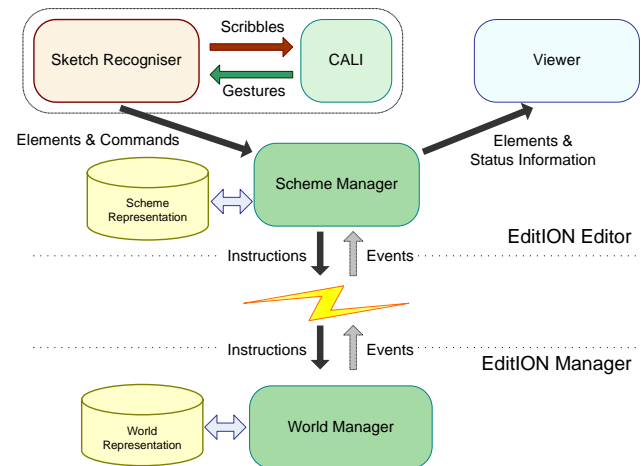 Scribbles
Sketch Recogniser
CALI
Viewer
Gestures
Elements & Commands
Elements &
Status Information
Scheme Manager
Scheme
Representation
EditION Editor
Instructions
Events
Instructions
Events
EditION Manager
World
Representation
World Manager